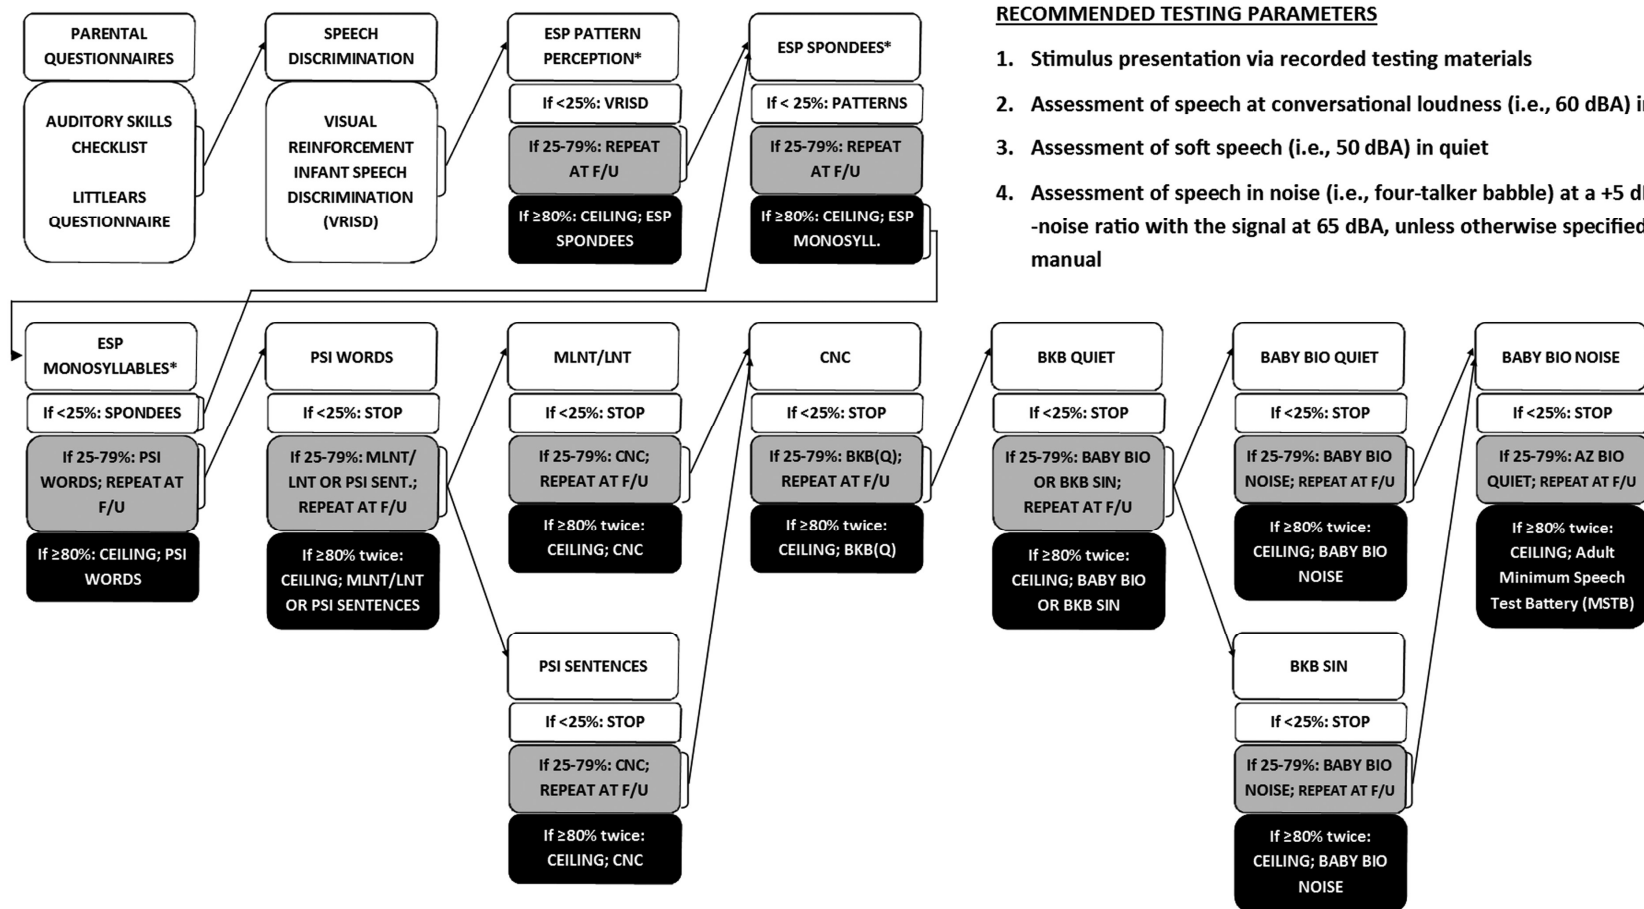 PARENTAL
QUESTIONNAIRES
AUDITORY SKILLS
CHECKLIST
LITTLEARS
QUESTIONNAIRE
SPEECH
DISCRIMINATION
VISUAL
REINFORCEMENT
INFANT SPEECH
DISCRIMINATION
(VRISD)
ESP PATTERN
PERCEPTION*
If <25%: VRISD
If 25-79%: REPEAT
AT F/U
If ≥80%: CEILING; ESP
SPONDEES
ESP SPONDEES*
If < 25%: PATTERNS
If 25-79%: REPEAT
AT F/U
If ≥80%: CEILING; ESP
MONOSYLL.
RECOMMENDED TESTING PARAMETERS
1. Stimulus presentation via recorded testing materials
2. Assessment of speech at conversational loudness (i.e., 60 dBA) i
3. Assessment of soft speech (i.e., 50 dBA) in quiet
4. Assessment of speech in noise (i.e., four-talker babble) at a +5 d
-noise ratio with the signal at 65 dBA, unless otherwise specified
manual
ESP
MONOSYLLABLES*
If <25%: SPONDEES
If 25-79%: PSI
WORDS; REPEAT AT
F/U
If ≥80%: CEILING; PSI
WORDS
PSI WORDS
If <25%: STOP
If 25-79%: MLNT/
LNT OR PSI SENT.;
REPEAT AT F/U
If ≥80% twice:
CEILING; MLNT/LNT
OR PSI SENTENCES
MLNT/LNT
If <25%: STOP
If 25-79%: CNC;
REPEAT AT F/U
If ≥80% twice:
CEILING; CNC
PSI SENTENCES
If <25%: STOP
If 25-79%: CNC;
REPEAT AT F/U
If ≥80% twice:
CEILING; CNC
CNC
If <25%: STOP
If 25-79%: BKB(Q);
REPEAT AT F/U
If ≥80% twice:
CEILING; BKB(Q)
BKB QUIET
If <25%: STOP
If 25-79%: BABY BIO
OR BKB SIN;
REPEAT AT F/U
If ≥80% twice:
CEILING; BABY BIO
OR BKB SIN
BABY BIO QUIET
If <25%: STOP
If 25-79%: BABY BIO
NOISE; REPEAT AT F/U
If ≥80% twice:
CEILING; BABY BIO
NOISE
BKB SIN
If <25%: STOP
If 25-79%: BABY BIO
NOISE; REPEAT AT F/U
If ≥80% twice:
CEILING; BABY BIO
NOISE
BABY BIO NOISE
If <25%: STOP
If 25-79%: AZ BIO
QUIET; REPEAT AT F/U
If ≥80% twice:
CEILING; Adult
Minimum Speech
Test Battery (MSTB)